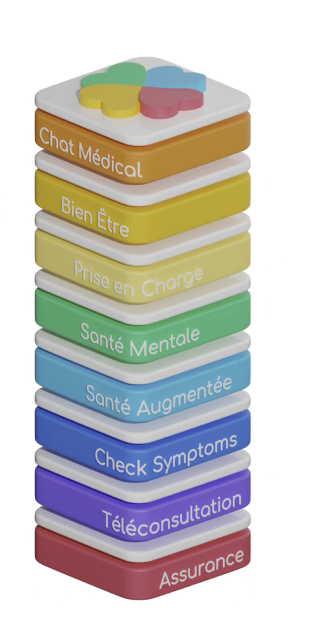 Chat Médical
Bien Être
Prise en Charge
Santé Mentale
Santé Augmentée
Check Symptoms
Téléconsultation
Assurance